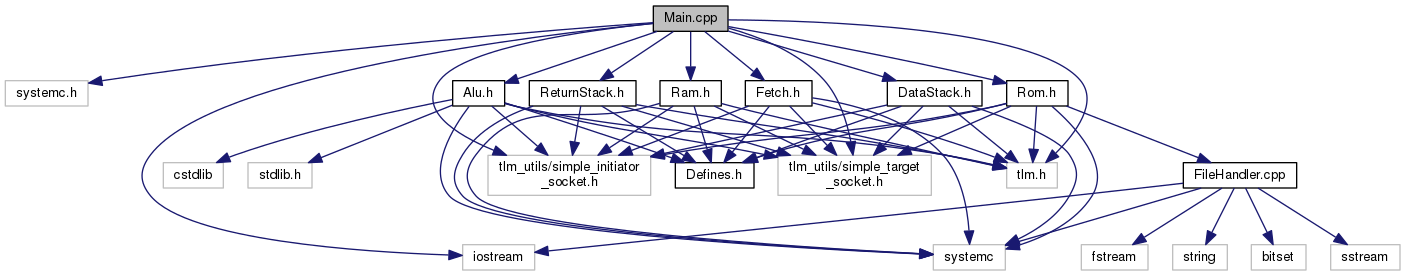 Main.cpp
systemc.h
Alu.h
ReturnStack.h
Ram.h
Fetch.h
DataStack.h
Rom.h
cstdlib
stdlib.h
tlm_utils/simple_initiator
_socket.h
Defines.h
tlm_utils/simple_target
_socket.h
tlm.h
FileHandler.cpp
iostream
systemc
fstream
string
bitset
sstream